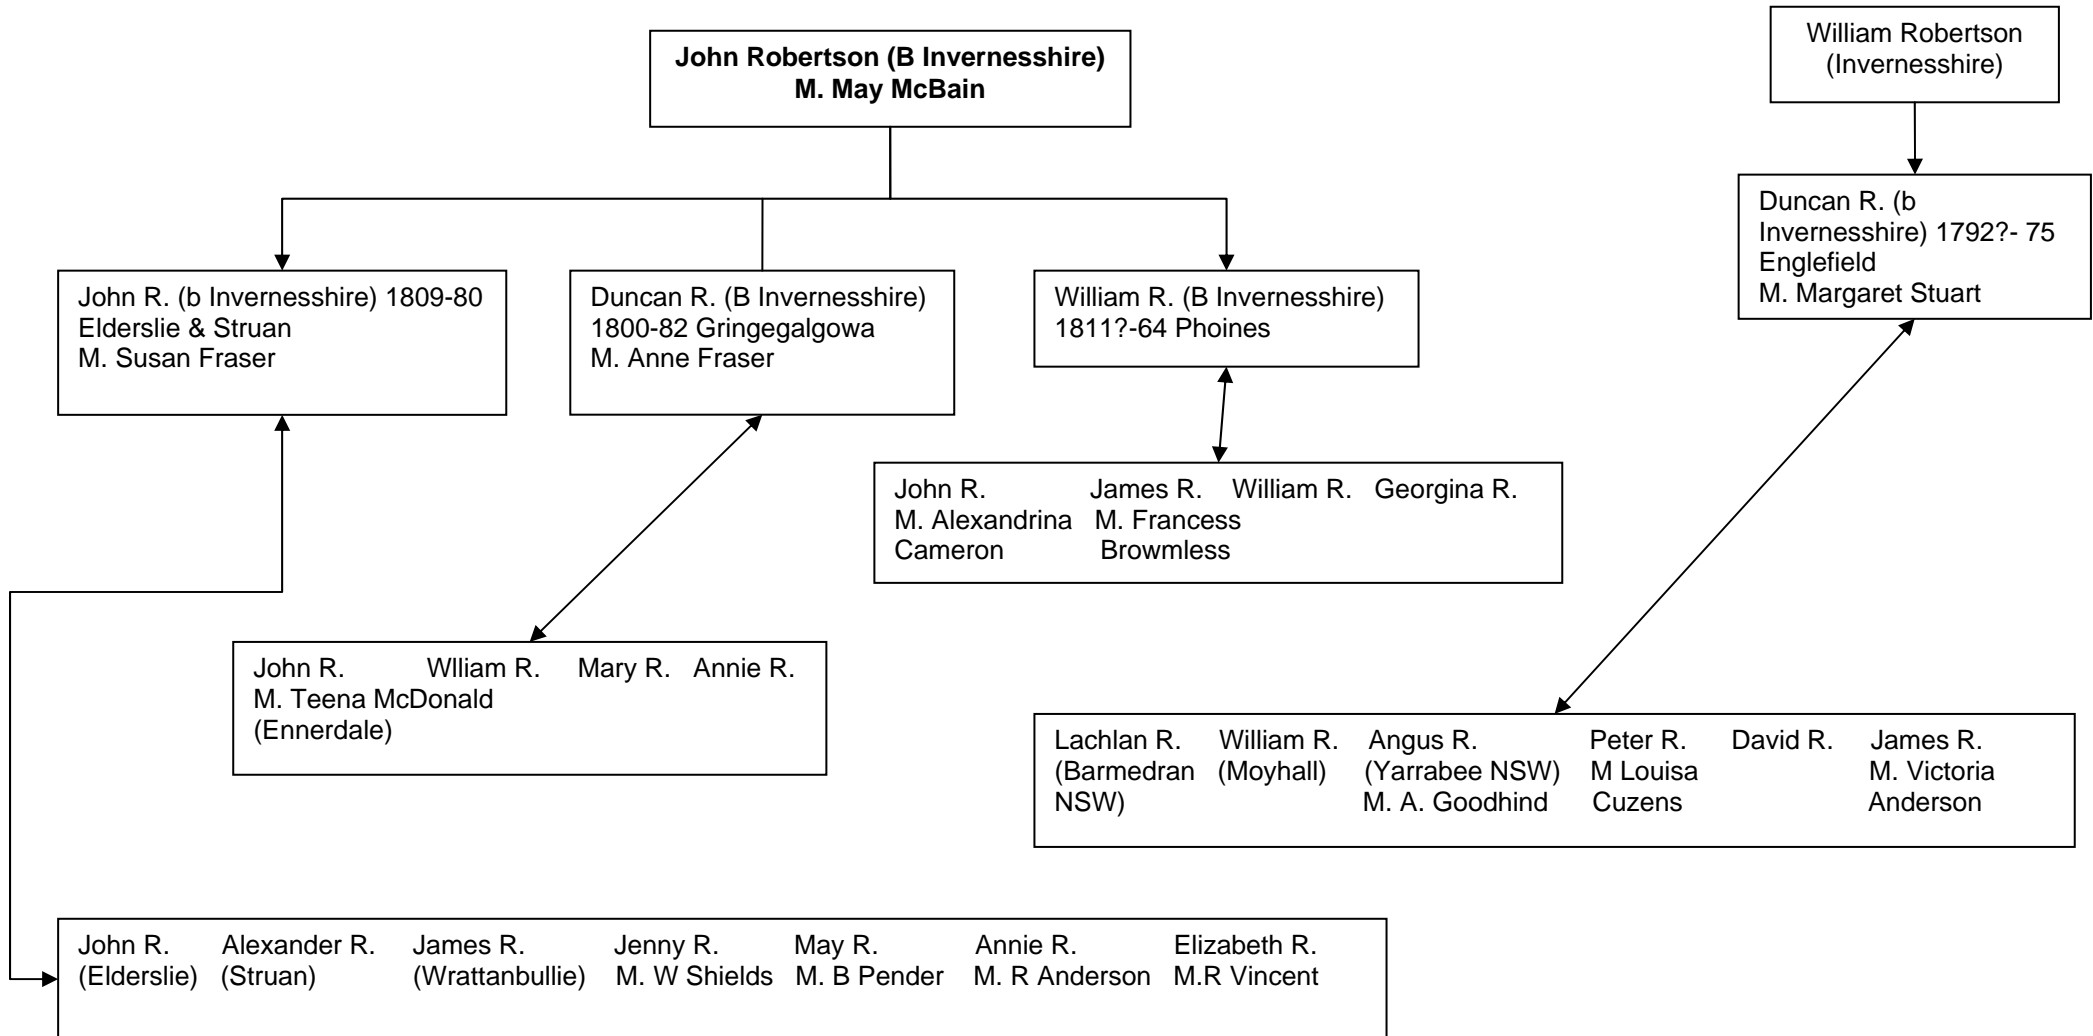 John Robertson (B Invernesshire)
M. May McBain
William Robertson
(Invernesshire)
John R. (b Invernesshire) 1809-80
Elderslie & Struan
M. Susan Fraser
Duncan R. (B Invernesshire)
1800-82 Gringegalgowa
M. Anne Fraser
William R. (B Invernesshire)
1811?-64 Phoines
Duncan R. (b
Invernesshire) 1792?- 75
Englefield
M. Margaret Stuart
John R. James R. William R. Georgina R.
M. Alexandrina M. Francess
Cameron Browmless
John R. Wlliam R. Mary R. Annie R.
M. Teena McDonald
(Ennerdale)
Lachlan R. William R. Angus R. Peter R. David R. James R.
(Barmedran (Moyhall) (Yarrabee NSW) M Louisa M. Victoria
NSW) M. A. Goodhind Cuzens Anderson
John R. Alexander R. James R. Jenny R. May R. Annie R. Elizabeth R.
(Elderslie) (Struan) (Wrattanbullie) M. W Shields M. B Pender M. R Anderson M.R Vincent